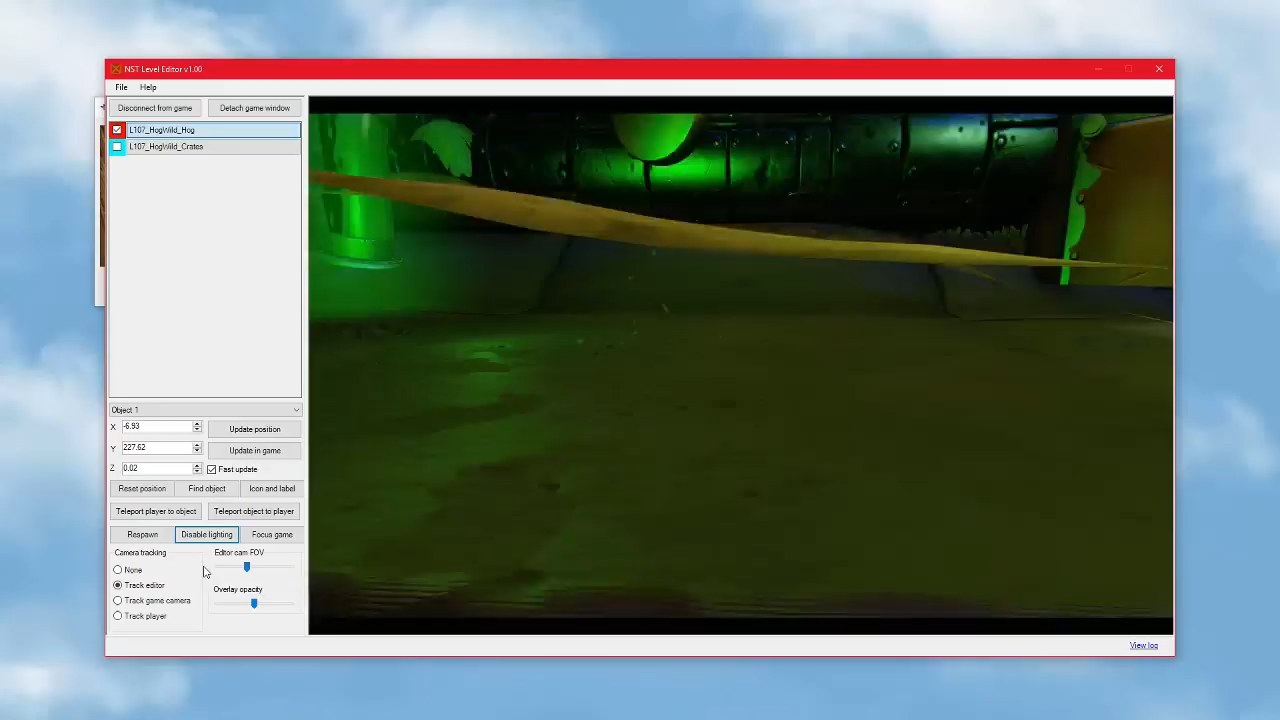 NST Level Editor v1.00
File Help
Disconnect from game Detach game window
L107_HogWild_Hog
L107_HogWild_Crates
Object 1
X -6.93 Update position
Y 227.62 Update in game
Z 0.02 Fast update
Reset position Find object Icon and label
Teleport player to object Teleport object to player
Respawn Disable lighting Focus game
Camera tracking Editor cam FOV
None
Track editor Overlay opacity
Track game camera
Track player
View log